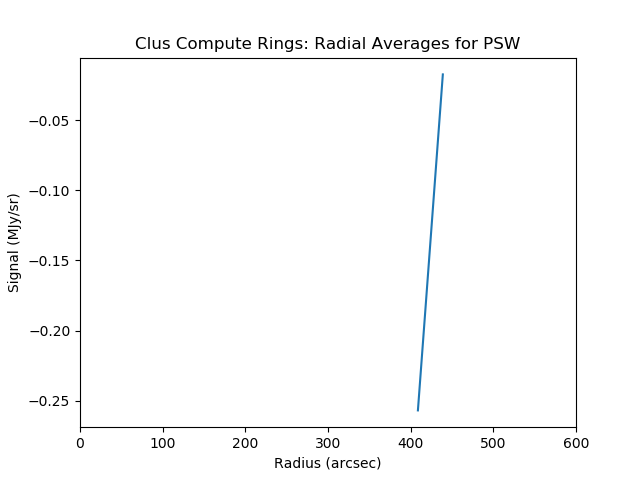 Clus Compute Rings: Radial Averages for PSW
−0.05
−0.10
−0.15
−0.20
−0.25
Signal (MJy/sr)
0 100 200 300 400 500 600
Radius (arcsec)